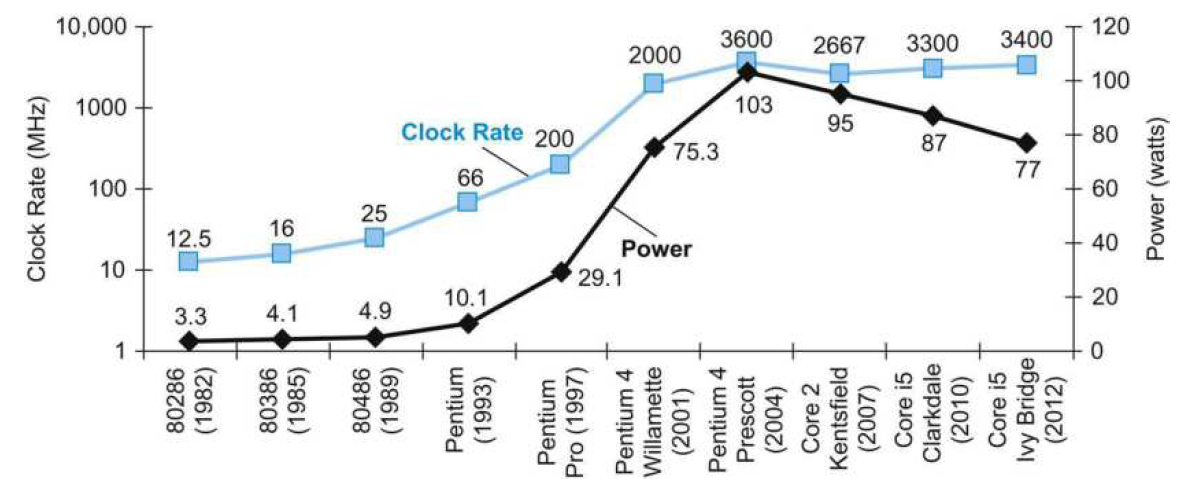 10,000
1000
100
10
1
Clock Rate (MHz)
120
100
80
60
40
20
0
Power (watts)
Clock Rate
Power
12.5
16
25
66
200
2000
3600
2667
3300
3400
3.3
4.1
4.9
10.1
29.1
75.3
103
95
87
77
80286
(1982)
80386
(1985)
80486
(1989)
Pentium
(1993)
Pentium
Pro (1997)
Pentium 4
Willamette
(2001)
Pentium 4
Prescott
(2004)
Core 2
Kentsfield
(2007)
Core i5
Clarkdale
(2010)
Core i5
Ivy Bridge
(2012)